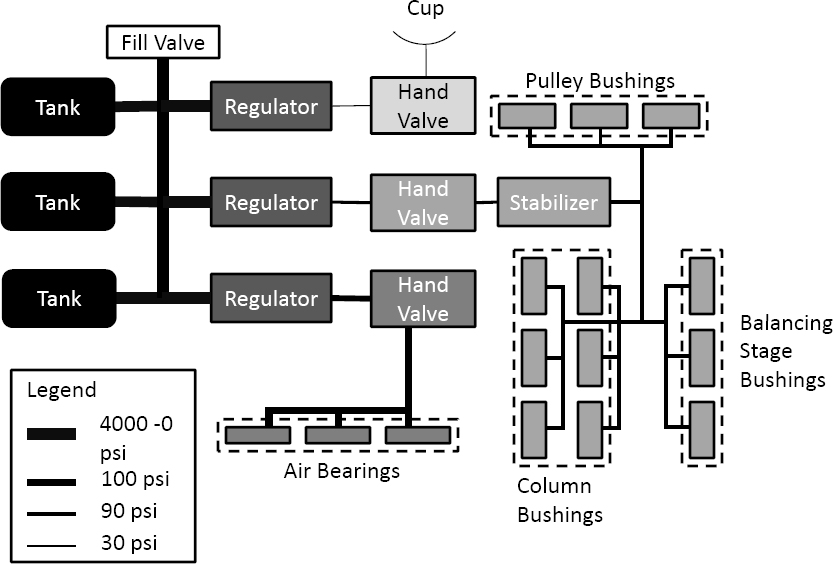 Cup
Fill Valve
Pulley Bushings
Tank
Regulator
Hand
Valve
Tank
Regulator
Hand
Valve
Stabilizer
Tank
Regulator
Hand
Valve
Balancing
Stage
Bushings
Legend
4000 -0
psi
100 psi
90 psi
30 psi
Air Bearings
Column
Bushings